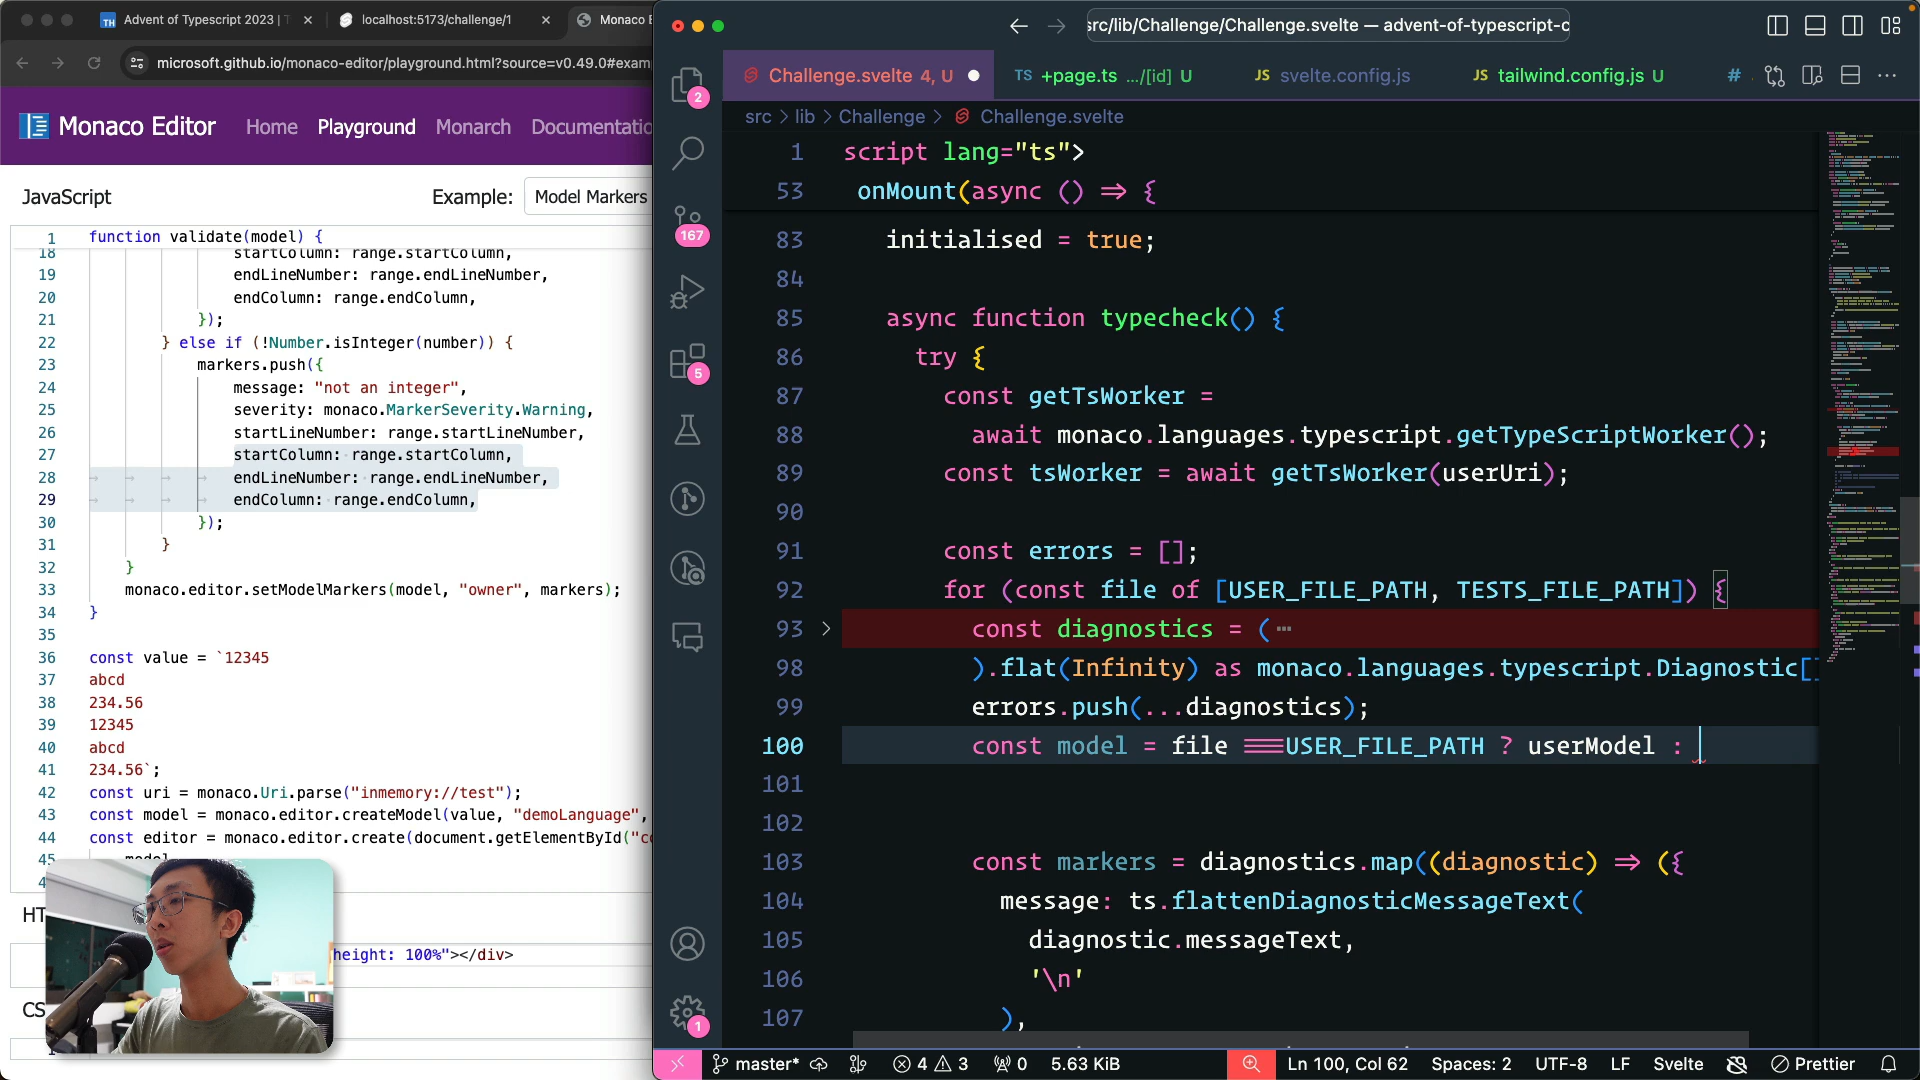 Advent of Typescript 2023 | T
localhost:5173/challenge/1
Monaco E
microsoft.github.io/monaco-editor/playground.html?source=v0.49.0#exam
Monaco Editor
Home
Playground
Monarch
Documentatio
JavaScript
Example:
Model Markers
1 function validate(model) {
18 startColumn: range.startColumn,
19 endLineNumber: range.endLineNumber,
20 endColumn: range.endColumn,
21 });
22 } else if (!Number.isInteger(number)) {
23 markers.push({
24 message: "not an integer",
25 severity: monaco.MarkerSeverity.Warning,
26 startLineNumber: range.startLineNumber,
27 startColumn: range.startColumn,
28 endLineNumber: range.endLineNumber,
29 endColumn: range.endColumn,
30 });
31 }
32 }
33 monaco.editor.setModelMarkers(model, "owner", markers);
34 }
35
36 const value = `12345
37 abcd
38 234.56
39 12345
40 abcd
41 234.56`;
42 const uri = monaco.Uri.parse("inmemory://test");
43 const model = monaco.editor.createModel(value, "demoLanguage",
44 const editor = monaco.editor.create(document.getElementById("co
45 model
4
HT
height: 100%"></div>
CS
src/lib/Challenge/Challenge.svelte — advent-of-typescript-c
Challenge.svelte 4, U
TS +page.ts .../[id] U
JS svelte.config.js
JS tailwind.config.js U
#
src > lib > Challenge > Challenge.svelte
2
167
5
1
1 script lang="ts">
53 onMount(async () => {
83 initialised = true;
84
85 async function typecheck() {
86 try {
87 const getTsWorker =
88 await monaco.languages.typescript.getTypeScriptWorker();
89 const tsWorker = await getTsWorker(userUri);
90
91 const errors = [];
92 for (const file of [USER_FILE_PATH, TESTS_FILE_PATH]) {
93 const diagnostics = (…
98 ).flat(Infinity) as monaco.languages.typescript.Diagnostic[]
99 errors.push(...diagnostics);
100 const model = file ===USER_FILE_PATH ? userModel :
101
102
103 const markers = diagnostics.map((diagnostic) => ({
104 message: ts.flattenDiagnosticMessageText(
105 diagnostic.messageText,
106 '\n'
107 ),
master*
4
3
0
5.63 KiB
Ln 100, Col 62
Spaces: 2
UTF-8
LF
Svelte
Prettier